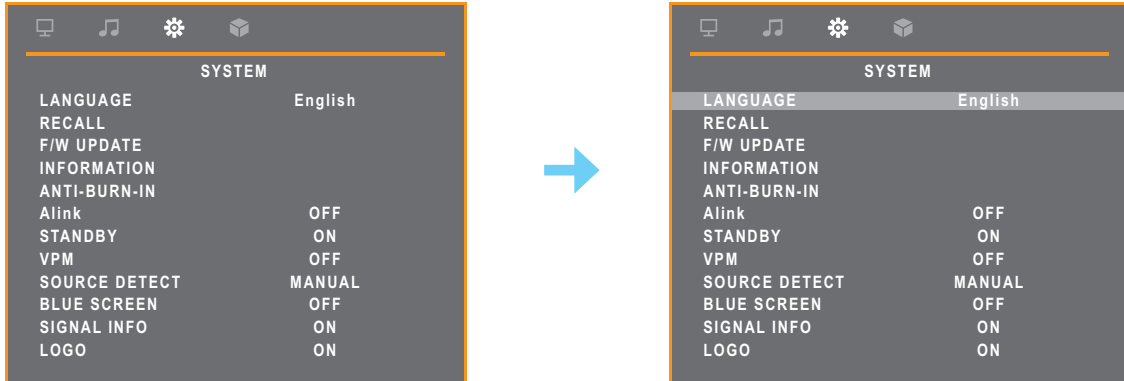 SYSTEM
LANGUAGE English
RECALL
F/W UPDATE
INFORMATION
ANTI-BURN-IN
Alink OFF
STANDBY ON
VPM OFF
SOURCE DETECT MANUAL
BLUE SCREEN OFF
SIGNAL INFO ON
LOGO ON
SYSTEM
LANGUAGE English
RECALL
F/W UPDATE
INFORMATION
ANTI-BURN-IN
Alink OFF
STANDBY ON
VPM OFF
SOURCE DETECT MANUAL
BLUE SCREEN OFF
SIGNAL INFO ON
LOGO ON